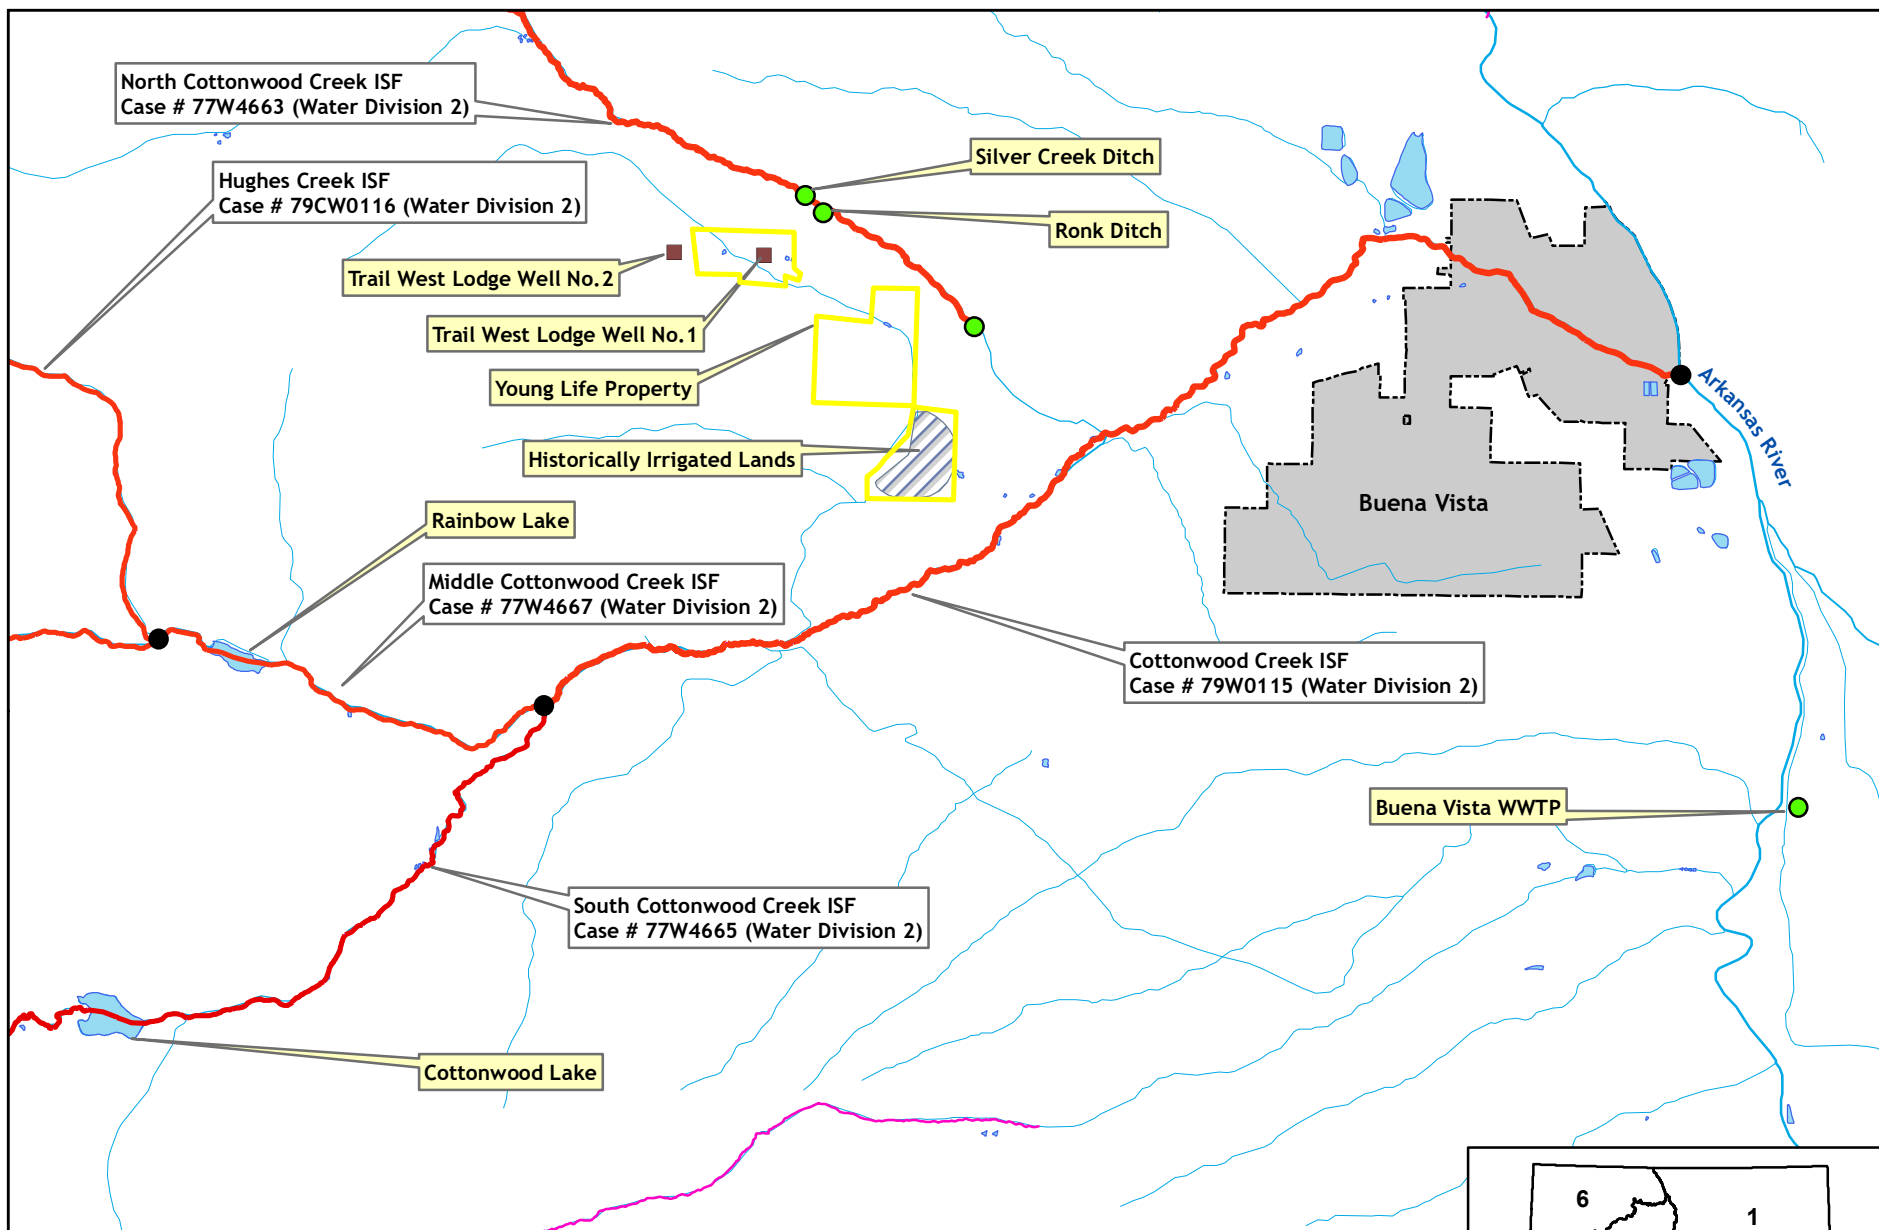 North Cottonwood Creek ISF
Case # 77W4663 (Water Division 2)
Silver Creek Ditch
Hughes Creek ISF
Case # 79CW0116 (Water Division 2)
Ronk Ditch
Trail West Lodge Well No.2
Trail West Lodge Well No.1
Young Life Property
Arkansas River
Historically Irrigated Lands
Buena Vista
Rainbow Lake
Middle Cottonwood Creek ISF
Case # 77W4667 (Water Division 2)
Cottonwood Creek ISF
Case # 79W0115 (Water Division 2)
Buena Vista WWTP
South Cottonwood Creek ISF
Case # 77W4665 (Water Division 2)
Cottonwood Lake
6
1